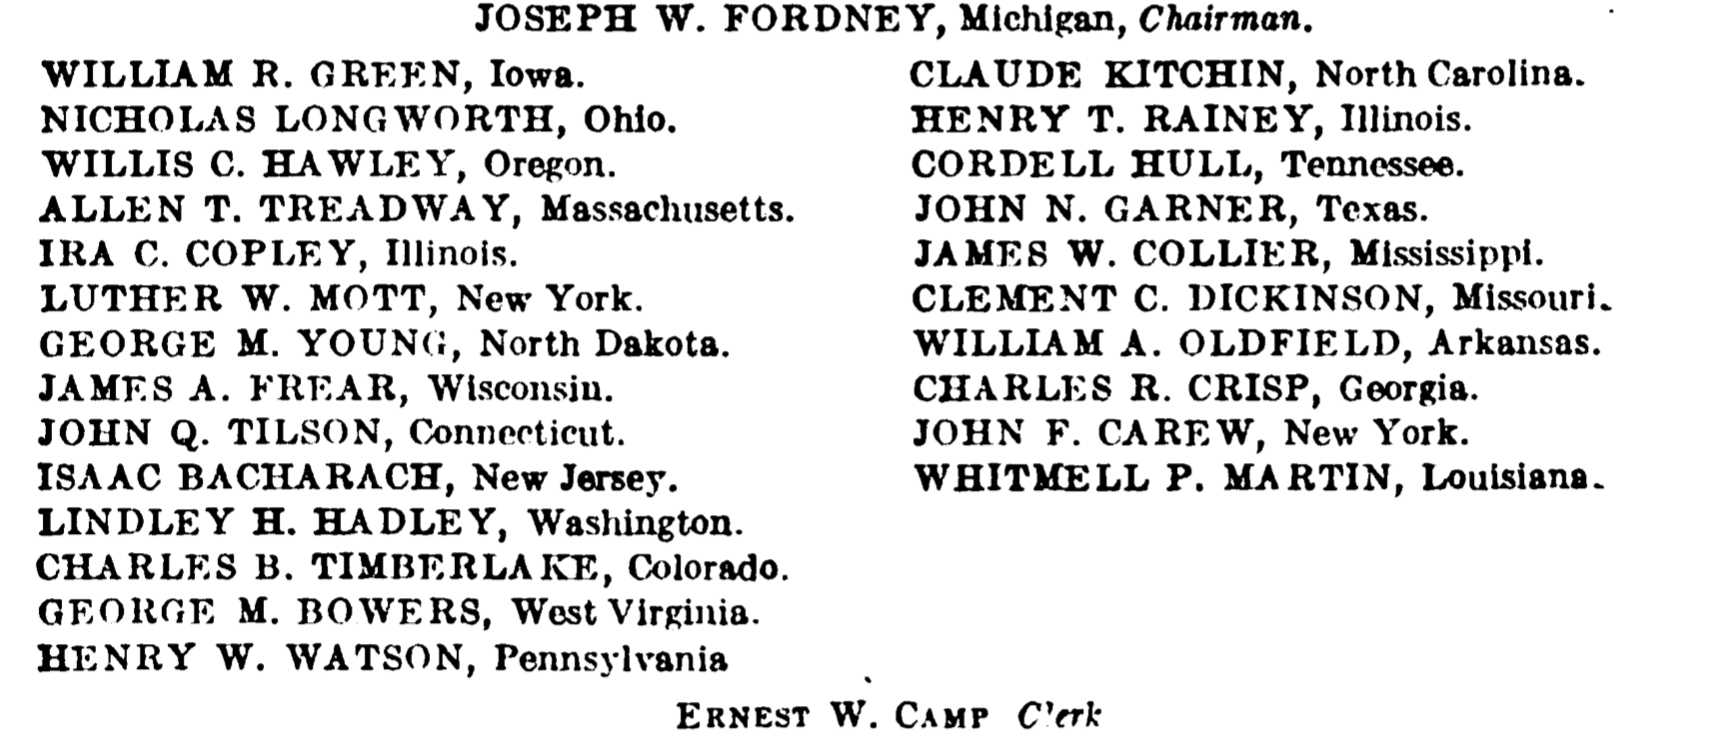 JOSEPH W. FORDNEY, Michigan, Chairman.
WILLIAM R. GREEN, Iowa.
NICHOLAS LONGWORTH, Ohio.
WILLIS C. HAWLEY, Oregon.
ALLEN T. TREADWAY, Massachusetts.
IRA C. COPLEY, Illinois.
LUTHER W. MOTT, New York.
GEORGE M. YOUNG, North Dakota.
JAMES A. FREAR, Wisconsin.
JOHN Q. TILSON, Connecticut.
ISAAC BACHARACH, New Jersey.
LINDLEY H. HADLEY, Washington.
CHARLES B. TIMBERLAKE, Colorado.
GEORGE M. BOWERS, West Virginia.
HENRY W. WATSON, Pennsylvania
CLAUDE KITCHIN, North Carolina.
HENRY T. RAINEY, Illinois.
CORDELL HULL, Tennessee.
JOHN N. GARNER, Texas.
JAMES W. COLLIER, Mississippi.
CLEMENT C. DICKINSON, Missouri.
WILLIAM A. OLDFIELD, Arkansas.
CHARLES R. CRISP, Georgia.
JOHN F. CAREW, New York.
WHITMELL P. MARTIN, Louisiana.
ERNEST W. CAMP Clerk